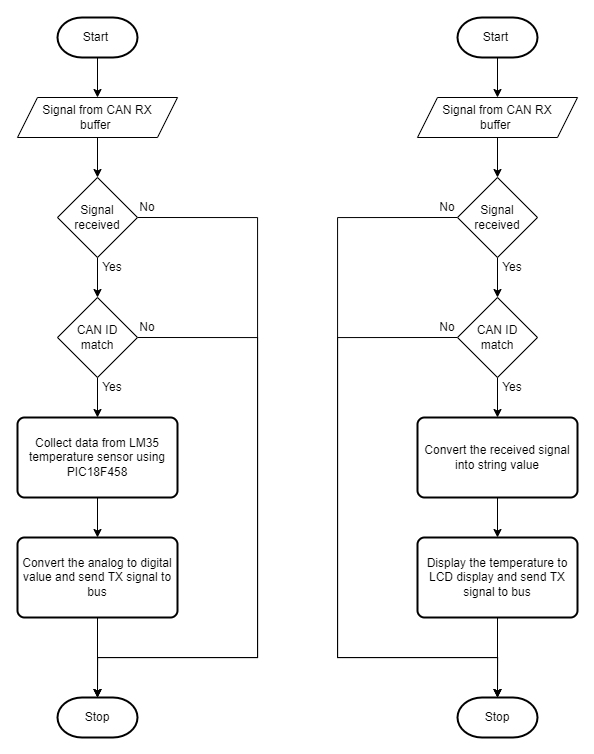 Start
Signal from CAN RX
buffer
Signal
received
No
Yes
CAN ID
match
No
Yes
Collect data from LM35
temperature sensor using
PIC18F458
Convert the analog to digital
value and send TX signal to
bus
Stop
Start
Signal from CAN RX
buffer
No
Signal
received
Yes
No
CAN ID
match
Yes
Convert the received signal
into string value
Display the temperature to
LCD display and send TX
signal to bus
Stop